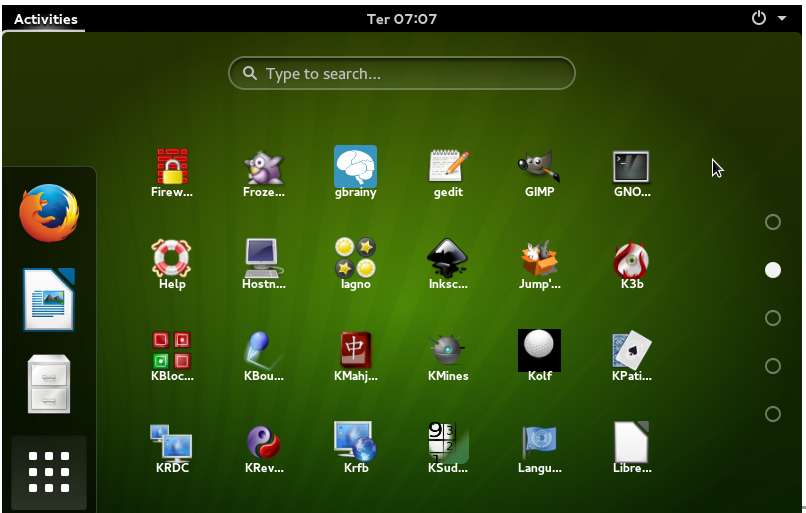 Activities
Ter 07:07
Type to search...
Firew...
Froze...
gbrainy
gedit
GIMP
GNO...
Help
Hostn...
Iagno
Inksc...
Jump'...
K3b
KBloc...
KBou...
KMahj...
KMines
Kolf
KPati...
KRDC
KRev...
Krfb
KSud...
Langu...
Libre...